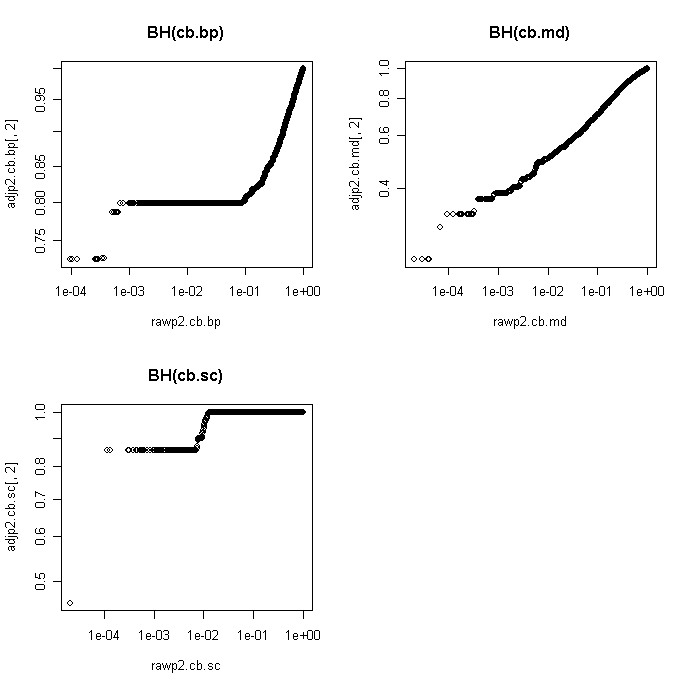 BH(cb.bp)
adjp2.cb.bp[, 2]
0.95
0.85
0.80
0.75
1e-04 1e-03 1e-02 1e-01 1e+00
rawp2.cb.bp
BH(cb.md)
adjp2.cb.md[, 2]
1.0
0.8
0.6
0.4
1e-04 1e-03 1e-02 1e-01 1e+00
rawp2.cb.md
BH(cb.sc)
adjp2.cb.sc[, 2]
1.0
0.8
0.7
0.6
0.5
1e-04 1e-03 1e-02 1e-01 1e+00
rawp2.cb.sc